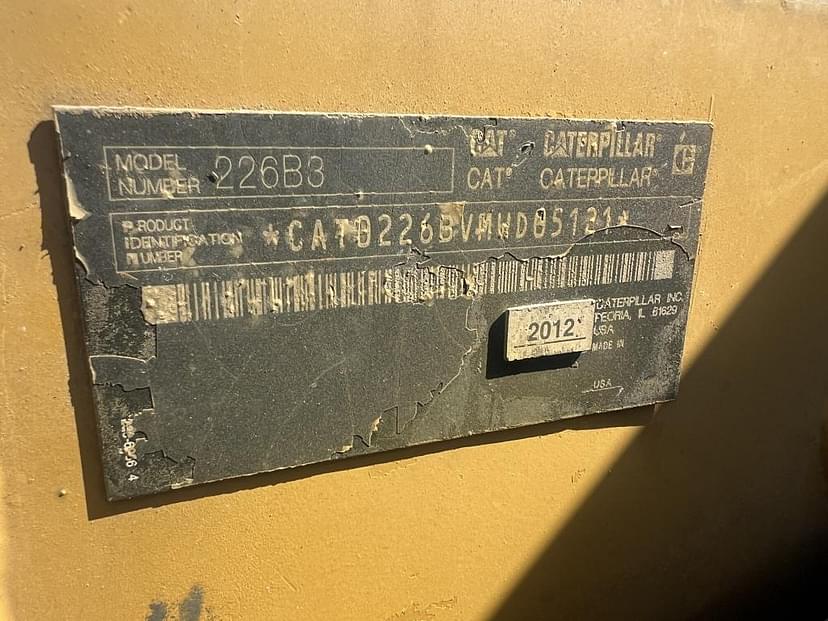 CAT® CATERPILLAR®
CAT® CATERPILLAR®
MODEL
NUMBER 226B3
PRODUCT
IDENTIFICATION
NUMBER
*CAT0226BVMWD05121*
CATERPILLAR INC.
PEORIA, IL 61629
USA
2012
MADE IN
USA